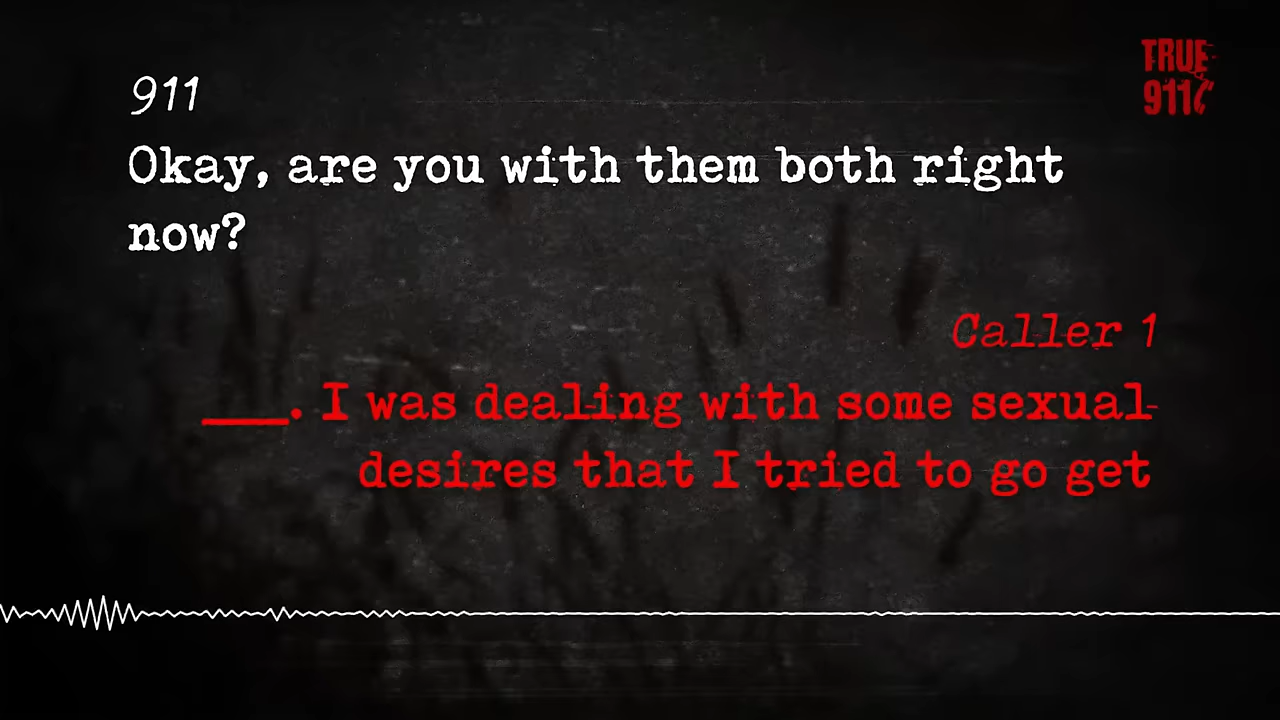 TRUE
911
911
Okay, are you with them both right
now?
Caller 1
___. I was dealing with some sexual
desires that I tried to go get